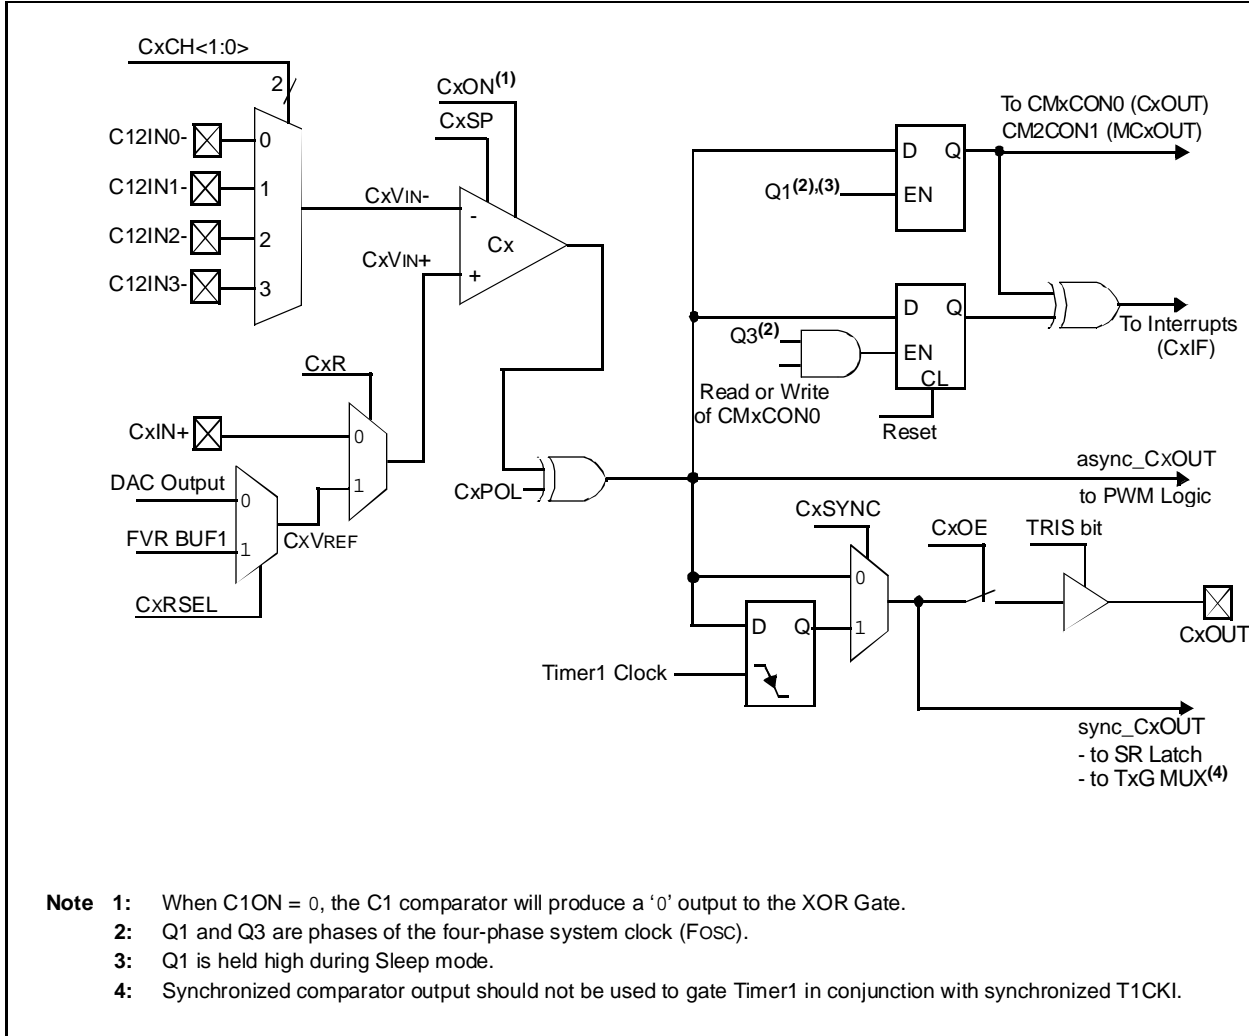 CxCH<1:0>
2
CxON(1)
CxSP
To CMxCON0 (CxOUT)
CM2CON1 (MCxOUT)
C12IN0-
0
C12IN1-
1
C12IN2-
2
C12IN3-
3
CxVIN-
-
Cx
CxVIN+
+
D
Q
Q1(2),(3)
EN
D
Q
Q3(2)
EN
CL
Read or Write
of CMxCON0
Reset
To Interrupts
(CxIF)
CxR
CxIN+
0
1
DAC Output
0
FVR BUF1
1
CxVREF
CxRSEL
CxPOL
async_CxOUT
to PWM Logic
CxSYNC
CxOE
TRIS bit
0
1
D
Q
Timer1 Clock
CxOUT
sync_CxOUT
- to SR Latch
- to TxG MUX(4)
Note 1: When C1ON = 0, the C1 comparator will produce a ‘0’ output to the XOR Gate.
2: Q1 and Q3 are phases of the four-phase system clock (FOSC).
3: Q1 is held high during Sleep mode.
4: Synchronized comparator output should not be used to gate Timer1 in conjunction with synchronized T1CKI.